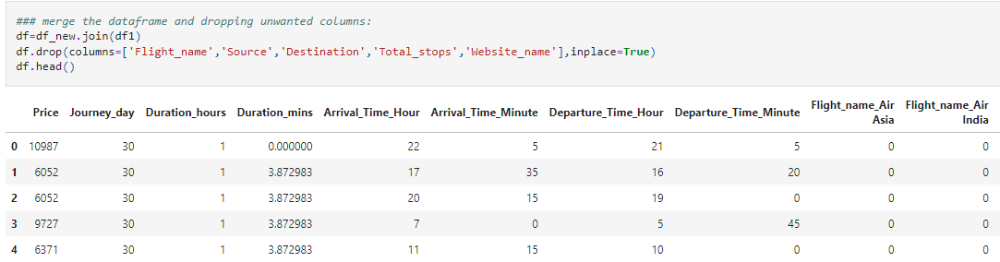 ### merge the dataframe and dropping unwanted columns:
df=df_new.join(df1)
df.drop(columns=['Flight_name','Source','Destination','Total_stops','Website_name'],inplace=True)
df.head()
Price Journey_day Duration_hours Duration_mins Arrival_Time_Hour Arrival_Time_Minute Departure_Time_Hour Departure_Time_Minute Flight_name_Air Asia Flight_name_Air India
0 10987 30 1 0.000000 22 5 21 5 0 0
1 6052 30 1 3.872983 17 35 16 20 0 0
2 6052 30 1 3.872983 20 15 19 0 0 0
3 9727 30 1 3.872983 7 0 5 45 0 0
4 6371 30 1 3.872983 11 15 10 0 0 0